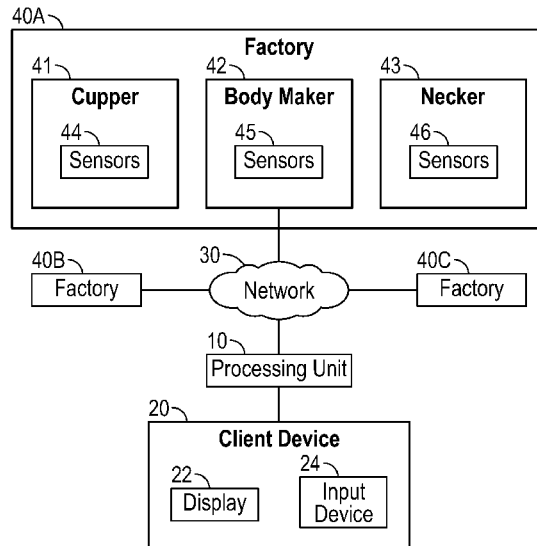 40A
Factory
41
Cupper
44
Sensors
42
Body Maker
45
Sensors
43
Necker
46
Sensors
40B
Factory
30
Network
40C
Factory
10
Processing Unit
20
Client Device
22
Display
24
Input
Device